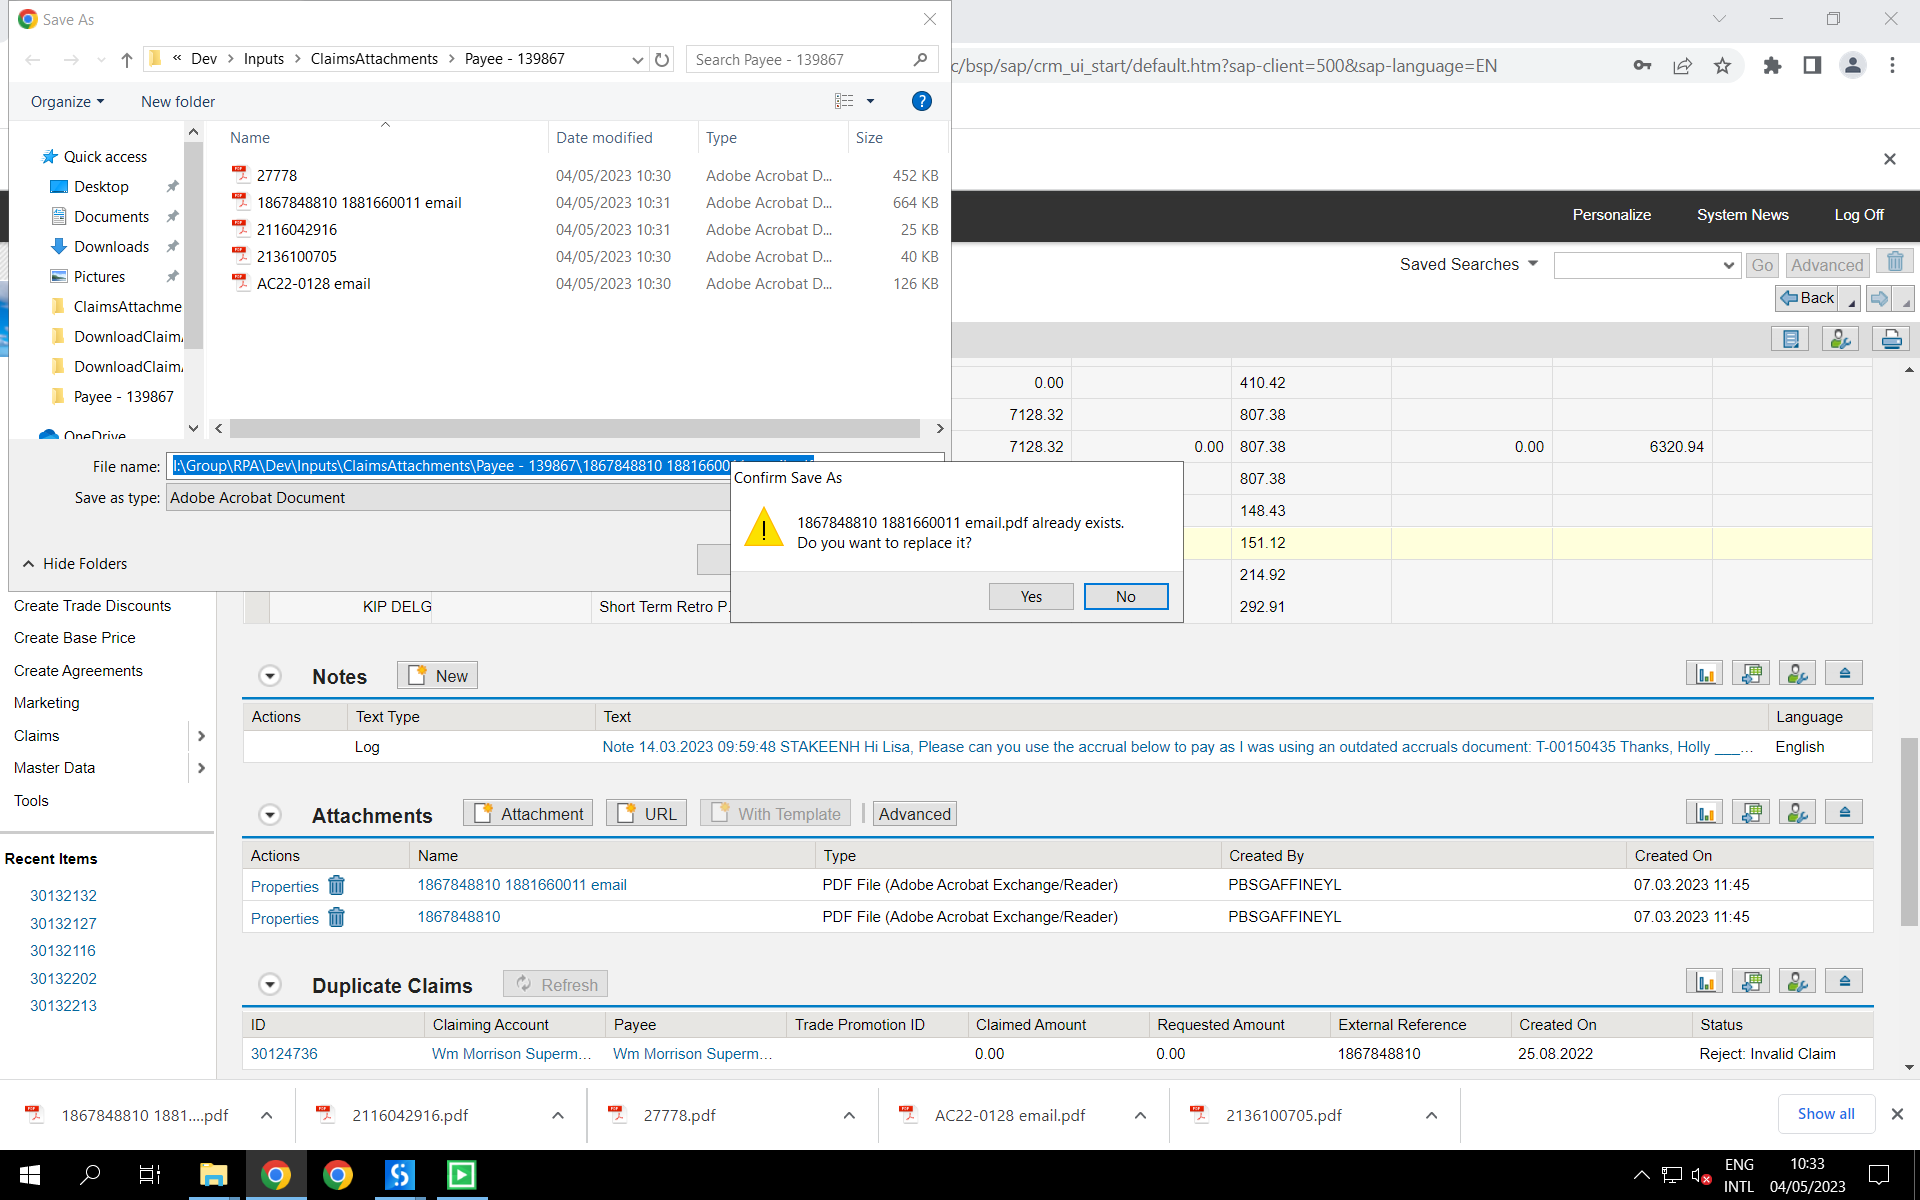 Save As
« Dev > Inputs > ClaimsAttachments > Payee - 139867
Search Payee - 139867
c/bsp/sap/crm_ui_start/default.htm?sap-client=500&sap-language=EN
Organize
New folder
Name
Date modified
Type
Size
Quick access
Desktop
Documents
Downloads
Pictures
ClaimsAttachme
DownloadClaim
DownloadClaim
Payee - 139867
OneDrive
27778 04/05/2023 10:30 Adobe Acrobat D... 452 KB
1867848810 1881660011 email 04/05/2023 10:31 Adobe Acrobat D... 664 KB
2116042916 04/05/2023 10:31 Adobe Acrobat D... 25 KB
2136100705 04/05/2023 10:30 Adobe Acrobat D... 40 KB
AC22-0128 email 04/05/2023 10:30 Adobe Acrobat D... 126 KB
File name: I:\Group\RPA\Dev\Inputs\ClaimsAttachments\Payee - 139867\1867848810 18816600
Save as type: Adobe Acrobat Document
Hide Folders
Confirm Save As
1867848810 1881660011 email.pdf already exists.
Do you want to replace it?
Yes
No
Personalize
System News
Log Off
Saved Searches
Go
Advanced
Back
0.00 410.42
7128.32 807.38
7128.32 0.00 807.38 0.00 6320.94
807.38
148.43
151.12
214.92
KIP DELG Short Term Retro P. 292.91
Create Trade Discounts
Create Base Price
Create Agreements
Marketing
Claims
Master Data
Tools
Recent Items
30132132
30132127
30132116
30132202
30132213
Notes
New
Actions Text Type Text Language
Log Note 14.03.2023 09:59:48 STAKEENH Hi Lisa, Please can you use the accrual below to pay as I was using an outdated accruals document: T-00150435 Thanks, Holly ___... English
Attachments
Attachment
URL
With Template
Advanced
Actions Name Type Created By Created On
Properties 1867848810 1881660011 email PDF File (Adobe Acrobat Exchange/Reader) PBSGAFFINEYL 07.03.2023 11:45
Properties 1867848810 PDF File (Adobe Acrobat Exchange/Reader) PBSGAFFINEYL 07.03.2023 11:45
Duplicate Claims
Refresh
ID Claiming Account Payee Trade Promotion ID Claimed Amount Requested Amount External Reference Created On Status
30124736 Wm Morrison Superm... Wm Morrison Superm... 0.00 0.00 1867848810 25.08.2022 Reject: Invalid Claim
1867848810 1881....pdf
2116042916.pdf
27778.pdf
AC22-0128 email.pdf
2136100705.pdf
Show all
ENG
INTL
10:33
04/05/2023